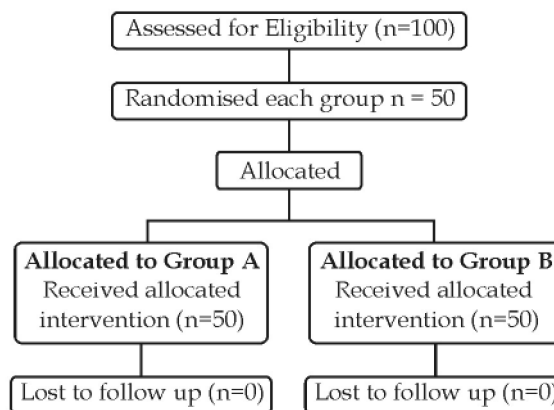 Assessed for Eligibility (n=100)
Randomised each group n = 50
Allocated
Allocated to Group A
Received allocated
intervention (n=50)
Allocated to Group B
Received allocated
intervention (n=50)
Lost to follow up (n=0)
Lost to follow up (n=0)